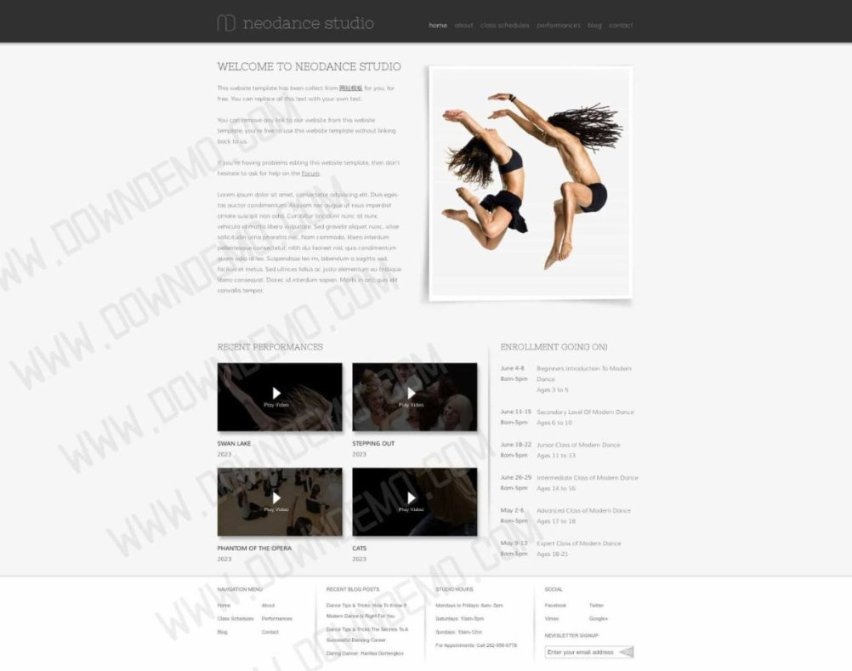 neodance studio
home about class schedules performances blog contact
WELCOME TO NEODANCE STUDIO
This website template has been collect from 网站模板 for you, for
free. You can replace all this text with your own text.
You can remove any link to our website from this website
template, you're free to use this website template without linking
back to us.
If you're having problems editing this website template, then don't
hesitate to ask for help on the Forum.
Lorem ipsum dolor sit amet, consectetur adipiscing elit. Duis eges-
tas auctor condimentum. Aliquam nec augue ut risus imperdiet
ornare suscipit non odio. Curabitur tincidunt nunc id nunc
vehicula at mattis libero vulputate. Sed gravida aliquet nunc, vitae
sollicitudin urna pharetra nec. Nam commodo, libero interdum
pellentesque consectetur, nibh dui laoreet nisl, quis condimentum
quam odio id leo. Suspendisse leo mi, bibendum a sagittis sed,
facilisis et metus. Sed ultrices tellus ac justo elementum eu tristique
libero consequat. Donec ut interdum sapien. Morbi in orci quis elit
convallis tempor.
RECENT PERFORMANCES
Play Video
Play Video
SWAN LAKE
2023
STEPPING OUT
2023
Play Video
Play Video
PHANTOM OF THE OPERA
2023
CATS
2023
ENROLLMENT GOING ON!
June 4-8 Beginners Introduction To Modern
8am-5pm Dance
Ages 3 to 5
June 11-15 Secondary Level Of Modern Dance
8am-5pm Ages 6 to 10
June 18-22 Junior Class of Modern Dance
8am-5pm Ages 11 to 13
June 26-29 Intermediate Class of Modern Dance
8am-5pm Ages 14 to 16
May 2-6 Advanced Class of Modern Dance
8am-5pm Ages 17 to 18
May 9-13 Expert Class of Modern Dance
8am-5pm Ages 18-21
NAVIGATION MENU
Home About
Class Schedules Performances
Blog Contact
RECENT BLOG POSTS
Dance Tips & Tricks: How To Know If
Modern Dance is Right For You
Dance Tips & Tricks: The Secrets To A
Successful Dancing Career
STUDIO HOURS
Mondays to Fridays: 8am- 5pm
Saturdays: 10am-5pm
Sundays: 10am-12nn
For Appointments: Call
SOCIAL
Facebook Twitter
Vimeo Google+
NEWSLETTER SIGNUP
Enter your email address
WWW.DOWNDEMO.COM
WWW.DOWNDEMO.COM
WWW.DOWNDEMO.COM
WWW.DOWNDEMO.COM
WWW.DOWNDEMO.COM